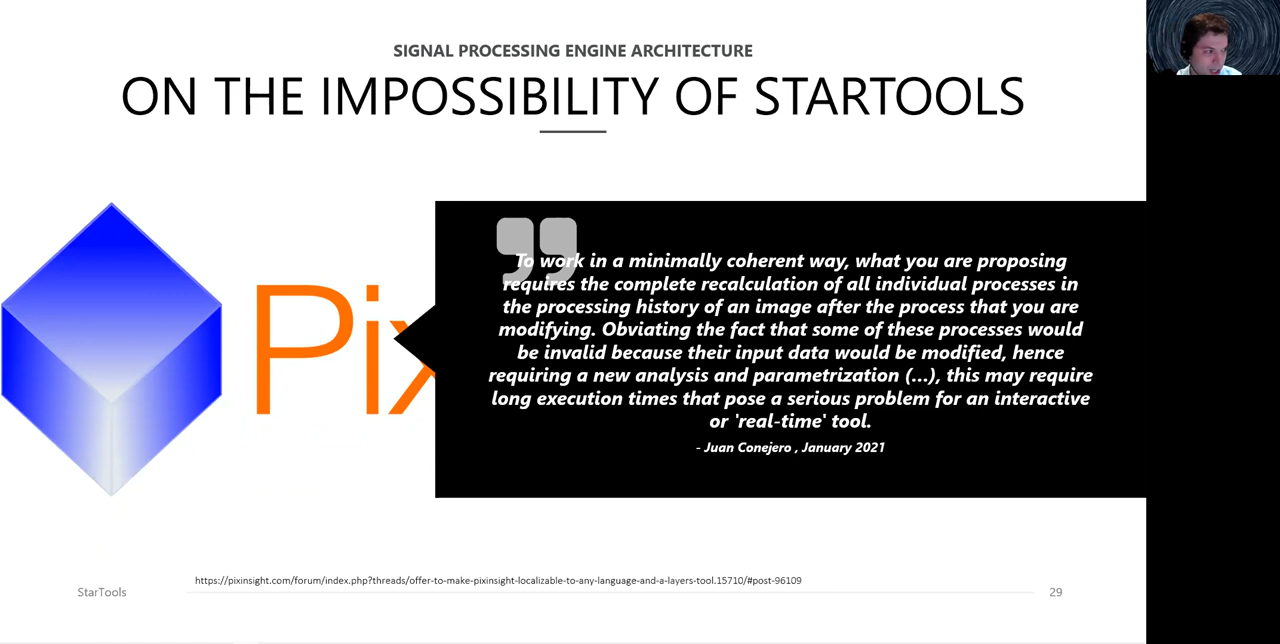 SIGNAL PROCESSING ENGINE ARCHITECTURE
ON THE IMPOSSIBILITY OF STARTOOLS
Pix
To work in a minimally coherent way, what you are proposing
requires the complete recalculation of all individual processes in
the processing history of an image after the process that you are
modifying. Obviating the fact that some of these processes would
be invalid because their input data would be modified, hence
requiring a new analysis and parametrization (...), this may require
long execution times that pose a serious problem for an interactive
or 'real-time' tool.
- Juan Conejero , January 2021
https://pixinsight.com/forum/index.php?threads/offer-to-make-pixinsight-localizable-to-any-language-and-a-layers-tool.15710/#post-96109
StarTools
29